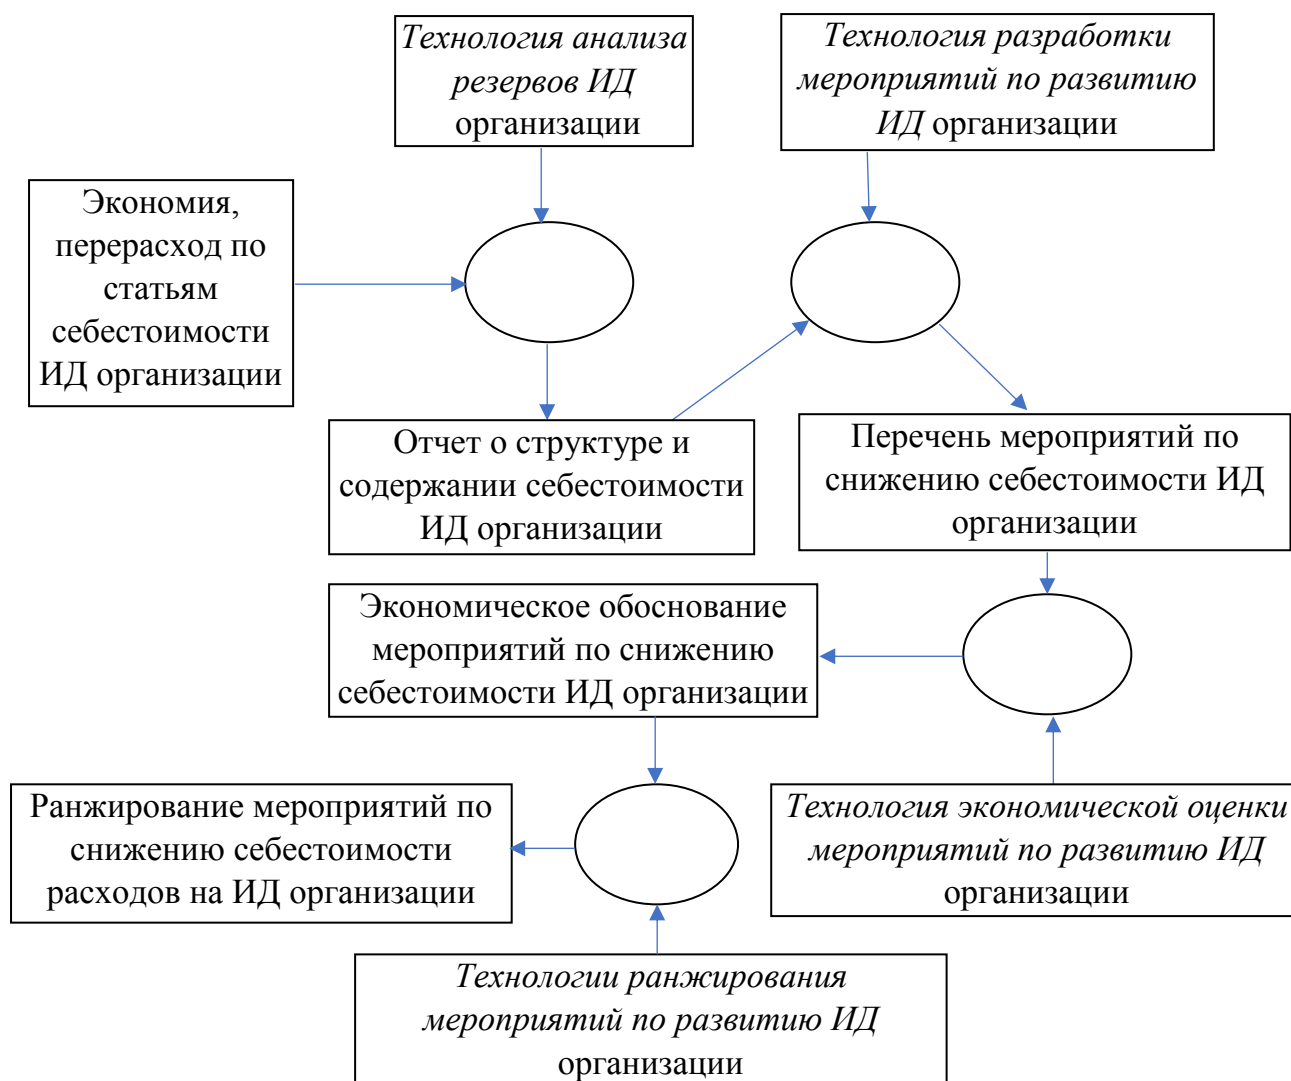 Технология анализа
резервов ИД
организации
Технология разработки
мероприятий по развитию
ИД организации
Экономия,
перерасход по
статьям
себестоимости
ИД организации
Отчет о структуре и
содержании себестоимости
ИД организации
Перечень мероприятий по
снижению себестоимости ИД
организации
Экономическое обоснование
мероприятий по снижению
себестоимости ИД организации
Ранжирование мероприятий по
снижению себестоимости
расходов на ИД организации
Технология экономической оценки
мероприятий по развитию ИД
организации
Технологии ранжирования
мероприятий по развитию ИД
организации